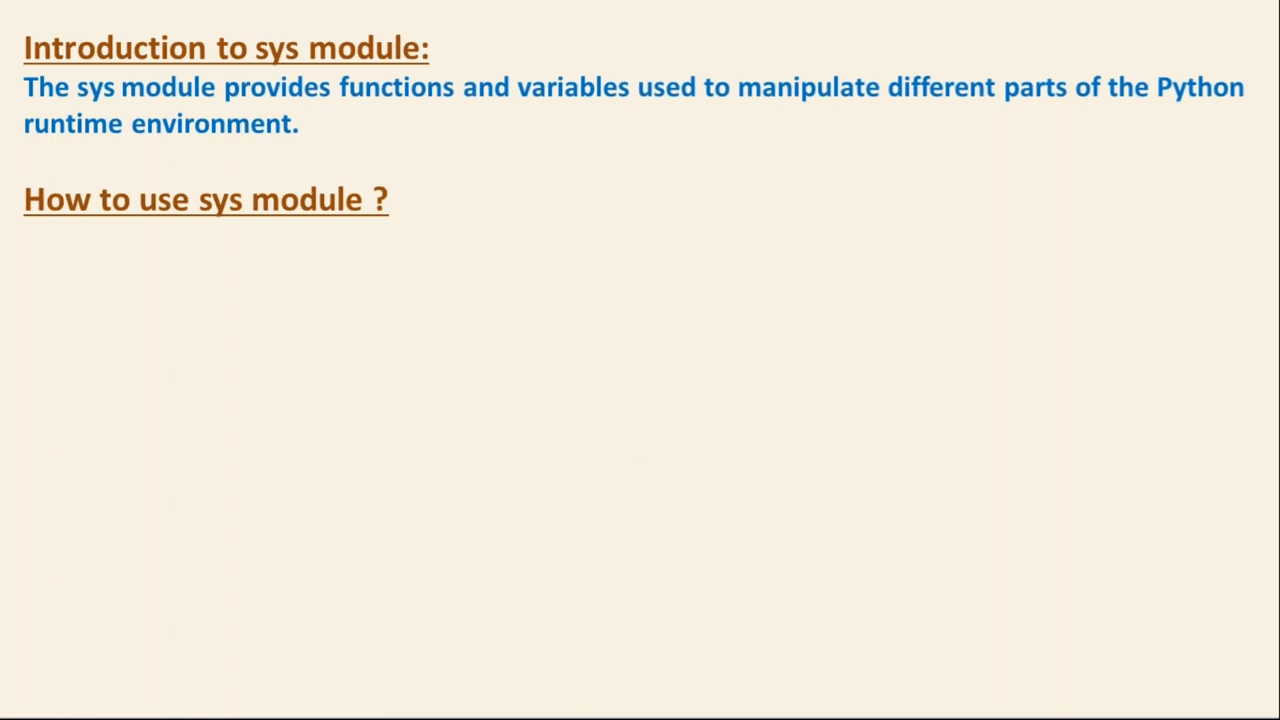 Introduction to sys module:
The sys module provides functions and variables used to manipulate different parts of the Python
runtime environment.
How to use sys module ?